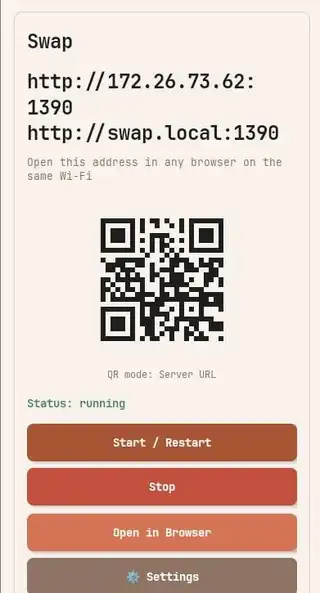 Swap
http://172.26.73.62:
1390
http://swap.local:1390
Open this address in any browser on the
same Wi-Fi
QR mode: Server URL
Status: running
Start / Restart
Stop
Open in Browser
⚙️ Settings